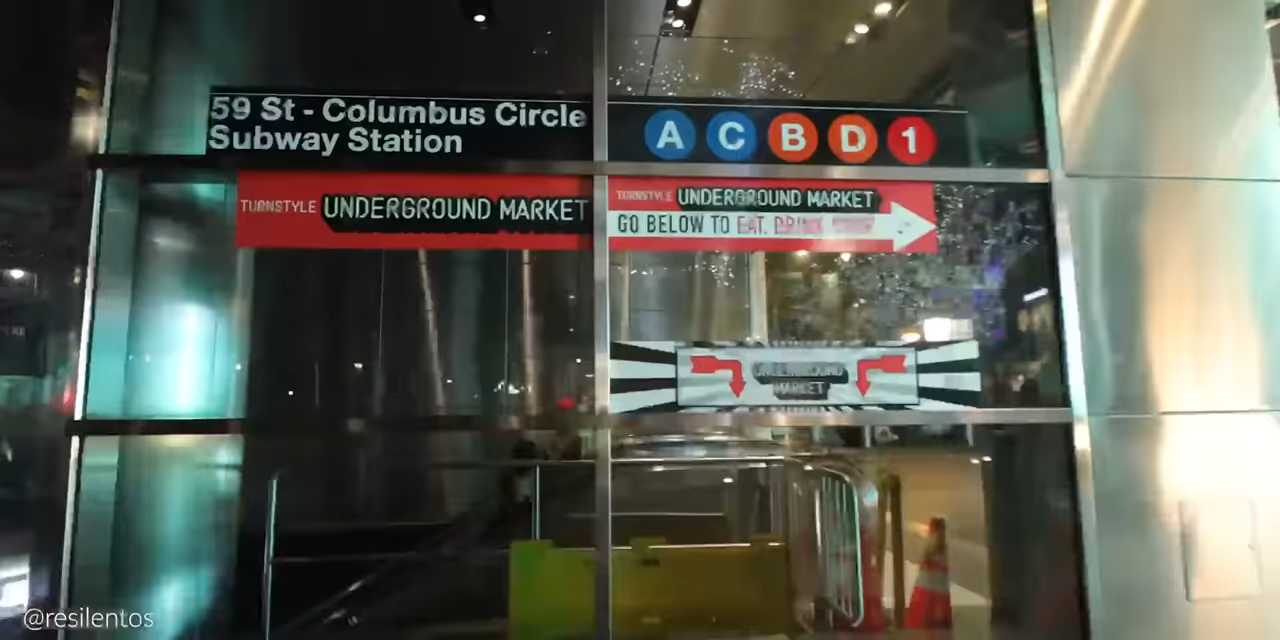 59 St - Columbus Circle
Subway Station
A C B D 1
TURNSTYLE UNDERGROUND MARKET
TURNSTYLE UNDERGROUND MARKET
GO BELOW TO EAT. DRINK
UNDERGROUND
MARKET
@resilentos